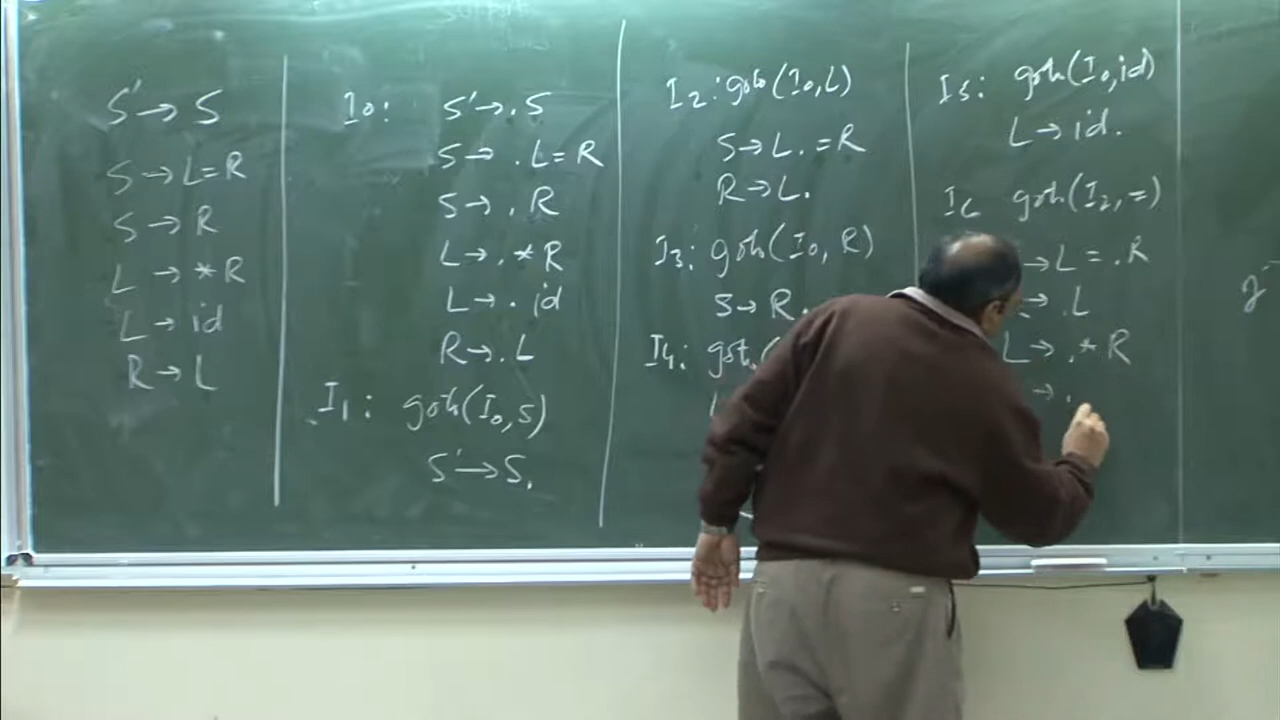 S' → S
S → L = R
S → R
L → * R
L → id
R → L
I0: S' → . S
S → . L = R
S → . R
L → . * R
L → . id
R → . L
I1: goto(I0, S)
S' → S.
I2: goto(I0, L)
S → L . = R
R → L .
I3: goto(I0, R)
S → R .
I4: goto(
I5: goto(I0, id)
L → id .
I6 goto(I2, =)
→ L = . R
→ . L
L → . * R
→ .